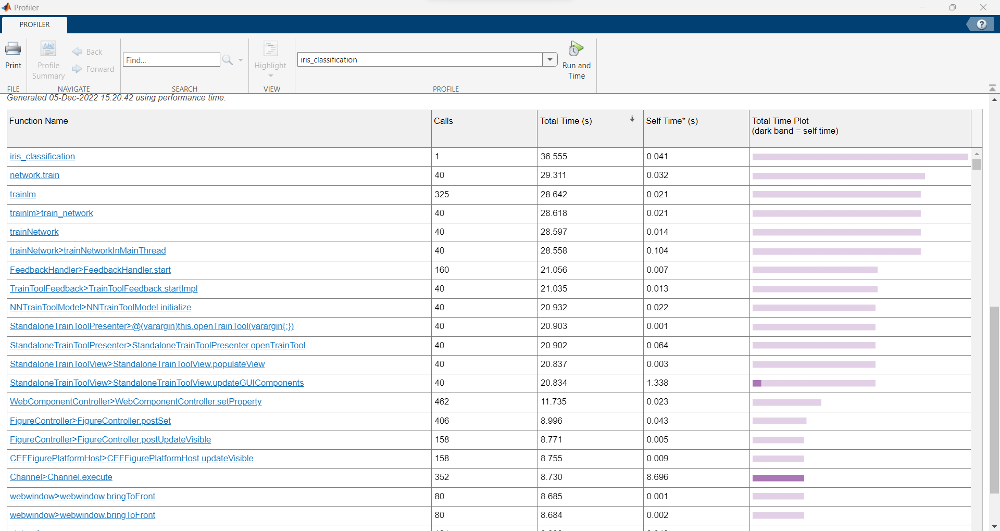 Profiler
PROFILER
Print
Profile Summary
Back
Forward
Find...
Highlight
iris_classification
Run and Time
FILE
NAVIGATE
SEARCH
VIEW
PROFILE
Generated 05-Dec-2022 15:20:42 using performance time.
Function Name Calls Total Time (s) Self Time* (s) Total Time Plot
(dark band = self time)
iris_classification 1 36.555 0.041
network.train 40 29.311 0.032
trainlm 325 28.642 0.021
trainlm>train_network 40 28.618 0.021
trainNetwork 40 28.597 0.014
trainNetwork>trainNetworkInMainThread 40 28.558 0.104
FeedbackHandler>FeedbackHandler.start 160 21.056 0.007
TrainToolFeedback>TrainToolFeedback.startImpl 40 21.035 0.013
NNTrainToolModel>NNTrainToolModel.initialize 40 20.932 0.022
StandaloneTrainToolPresenter>@(varargin)this.openTrainTool(varargin{:}) 40 20.903 0.001
StandaloneTrainToolPresenter>StandaloneTrainToolPresenter.openTrainTool 40 20.902 0.064
StandaloneTrainToolView>StandaloneTrainToolView.populateView 40 20.837 0.003
StandaloneTrainToolView>StandaloneTrainToolView.updateGUIComponents 40 20.834 1.338
WebComponentController>WebComponentController.setProperty 462 11.735 0.023
FigureController>FigureController.postSet 406 8.996 0.043
FigureController>FigureController.postUpdateVisible 158 8.771 0.005
CEFFigurePlatformHost>CEFFigurePlatformHost.updateVisible 158 8.755 0.009
Channel>Channel.execute 352 8.730 8.696
webwindow>webwindow.bringToFront 80 8.685 0.001
webwindow>webwindow.bringToFront 80 8.684 0.002